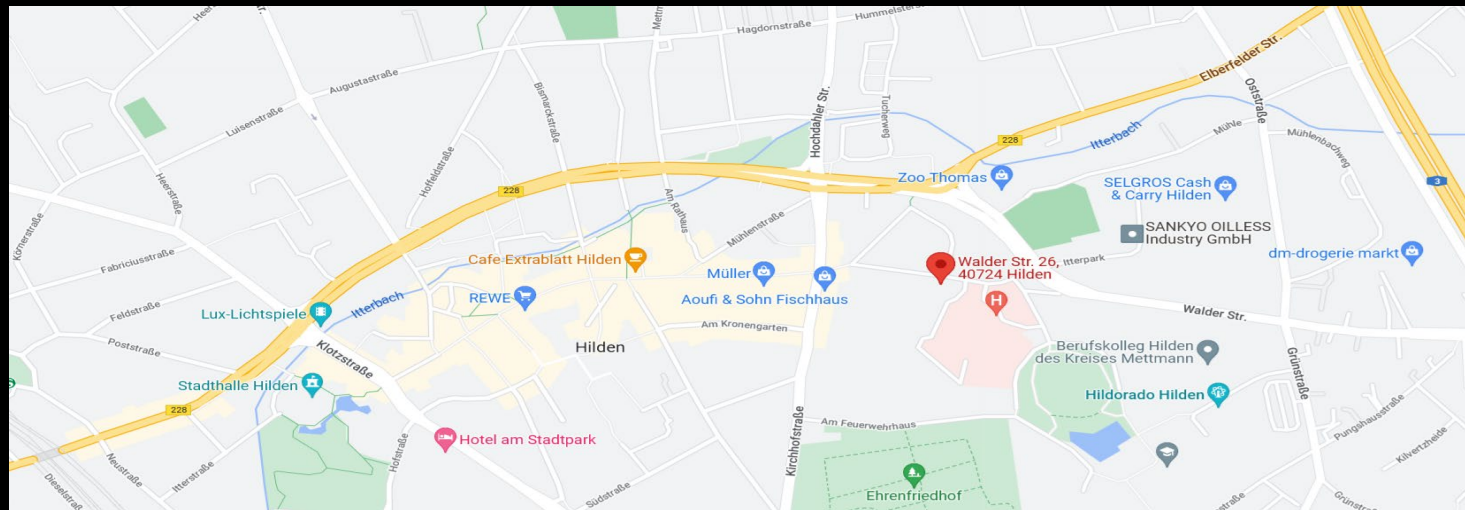 Hummelsterstr
Hagdornstraße
Augustastraße
Luisenstraße
Bismarckstraße
Hoffeldstraße
Heerstraße
Körnerstraße
Fabriciusstraße
Feldstraße
Poststraße
228
Am Rathaus
Mühlenstraße
Hochdahler Str.
Tucherweg
Elberfelder Str.
Oststraße
228
Itterbach
Mühle
Mühlenbachweg
3
Zoo Thomas
SELGROS Cash
& Carry Hilden
SANKYO OILLESS
Industry GmbH
dm-drogerie markt
Walder Str. 26,
40724 Hilden
Itterpark
H
Cafe Extrablatt Hilden
Müller
REWE
Aoufi & Sohn Fischhaus
Itterbach
Lux-Lichtspiele
Am Kronengarten
Hilden
Klotzstraße
Walder Str.
Berufskolleg Hilden
des Kreises Mettmann
Grünstraße
Stadthalle Hilden
Hildorado Hilden
228
Hotel am Stadtpark
Hofstraße
Am Feuerwehrhaus
Kirchhofstraße
Pungshausstraße
Kilvertzheide
Neustraße
Itterstraße
Dieselstraße
Südstraße
Ehrenfriedhof